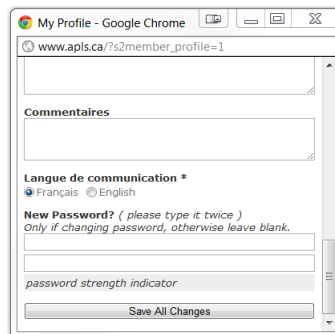 My Profile - Google Chrome
www.apls.ca/?s2member_profile=1
Commentaires
Langue de communication *
Français English
New Password? ( please type it twice )
Only if changing password, otherwise leave blank.
password strength indicator
Save All Changes